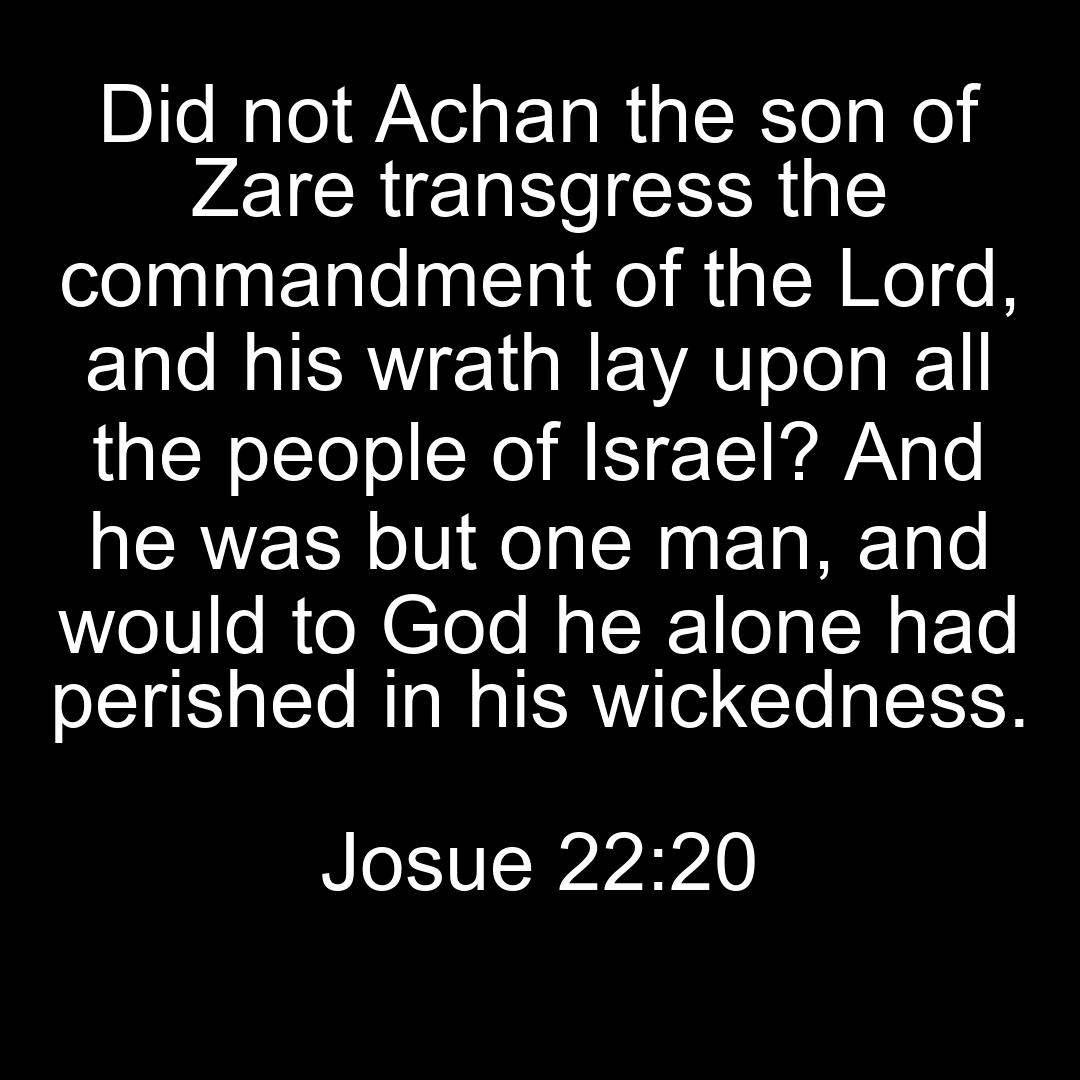 Did not Achan the son of
Zare transgress the
commandment of the Lord,
and his wrath lay upon all
the people of Israel? And
he was but one man, and
would to God he alone had
perished in his wickedness.
Josue 22:20